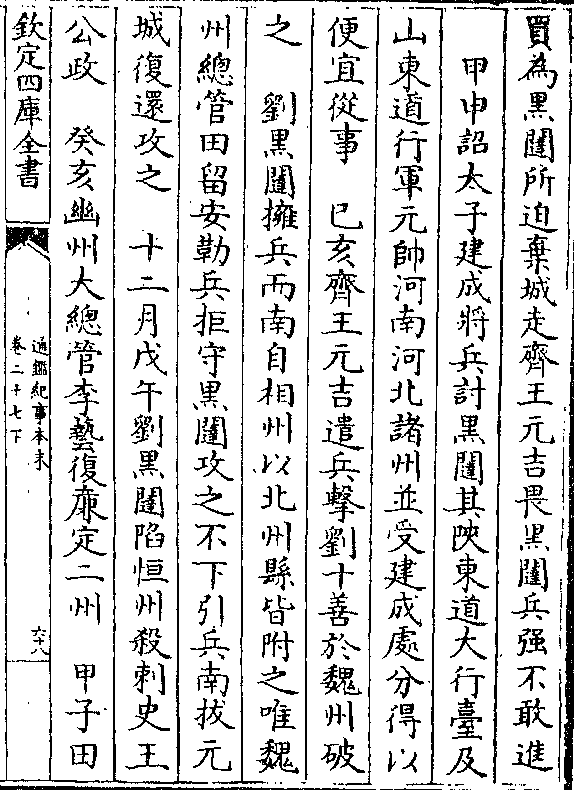 買為黒闥所迫棄城走齊王元吉畏黒闥兵强不敢進
甲申詔太子建成將兵討黒闥其陜東道大行臺及
山東道行軍元帥河南河北諸州並受建成處分得以
便宜從事 已亥齊王元吉遣兵擊劉十善於魏州破
之 劉黒闥擁兵而南自相州以北州縣皆附之唯魏
州總管田留安勒兵拒守黒闥攻之不下引兵南拔元
城復還攻之 十二月戊午劉黒闥陷恒州殺刺史王
公政 癸亥幽州大總管李藝復廉定二州 甲子田
欽定四庫全書
通鑑紀事本末
卷二十七下
六十八